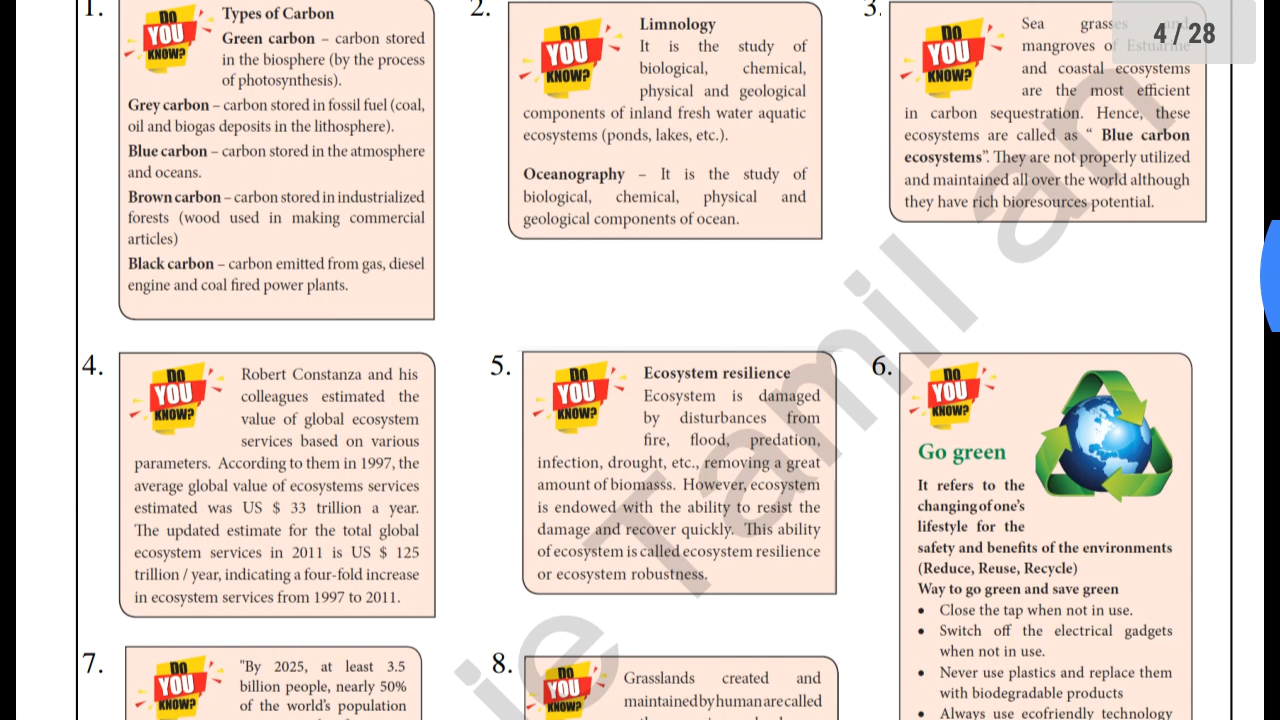 4 / 28
1.
DO
YOU
KNOW?
Types of Carbon
Green carbon – carbon stored
in the biosphere (by the process
of photosynthesis).
Grey carbon – carbon stored in fossil fuel (coal,
oil and biogas deposits in the lithosphere).
Blue carbon – carbon stored in the atmosphere
and oceans.
Brown carbon – carbon stored in industrialized
forests (wood used in making commercial
articles)
Black carbon – carbon emitted from gas, diesel
engine and coal fired power plants.
2.
DO
YOU
KNOW?
Limnology
It is the study of
biological, chemical,
physical and geological
components of inland fresh water aquatic
ecosystems (ponds, lakes, etc.).
Oceanography – It is the study of
biological, chemical, physical and
geological components of ocean.
3.
DO
YOU
KNOW?
Sea grasses and
mangroves of Estuarine
and coastal ecosystems
are the most efficient
in carbon sequestration. Hence, these
ecosystems are called as “ Blue carbon
ecosystems”. They are not properly utilized
and maintained all over the world although
they have rich bioresources potential.
4.
DO
YOU
KNOW?
Robert Constanza and his
colleagues estimated the
value of global ecosystem
services based on various
parameters. According to them in 1997, the
average global value of ecosystems services
estimated was US $ 33 trillion a year.
The updated estimate for the total global
ecosystem services in 2011 is US $ 125
trillion / year, indicating a four-fold increase
in ecosystem services from 1997 to 2011.
5.
DO
YOU
KNOW?
Ecosystem resilience
Ecosystem is damaged
by disturbances from
fire, flood, predation,
infection, drought, etc., removing a great
amount of biomasss. However, ecosystem
is endowed with the ability to resist the
damage and recover quickly. This ability
of ecosystem is called ecosystem resilience
or ecosystem robustness.
6.
DO
YOU
KNOW?
Go green
It refers to the
changing of one's
lifestyle for the
safety and benefits of the environments
(Reduce, Reuse, Recycle)
Way to go green and save green
• Close the tap when not in use.
• Switch off the electrical gadgets
when not in use.
• Never use plastics and replace them
with biodegradable products
• Always use ecofriendly technology
7.
DO
YOU
KNOW?
"By 2025, at least 3.5
billion people, nearly 50%
of the world's population
8.
DO
YOU
KNOW?
Grasslands created and
maintained by human are called
ie Tamil an